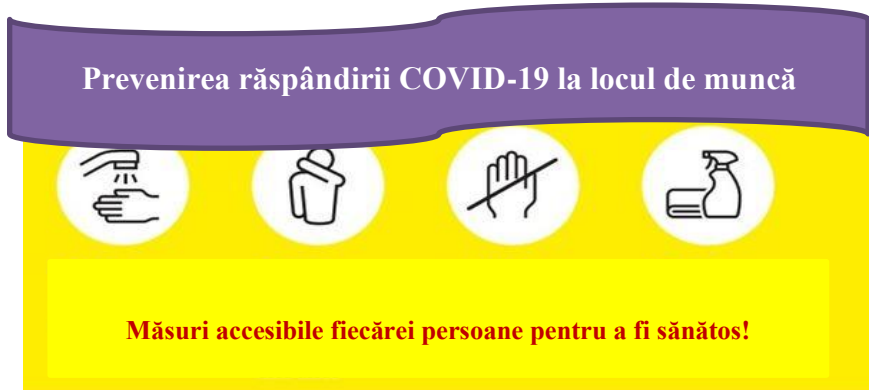 Prevenirea răspândirii COVID-19 la locul de muncă
Măsuri accesibile fiecărei persoane pentru a fi sănătos!